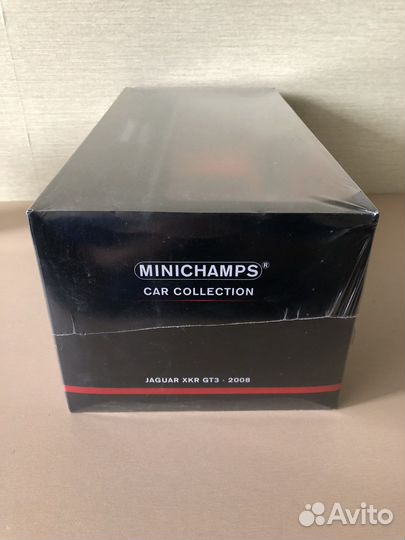 MINICHAMPS®
CAR COLLECTION
JAGUAR XKR GT3 · 2008
Avito